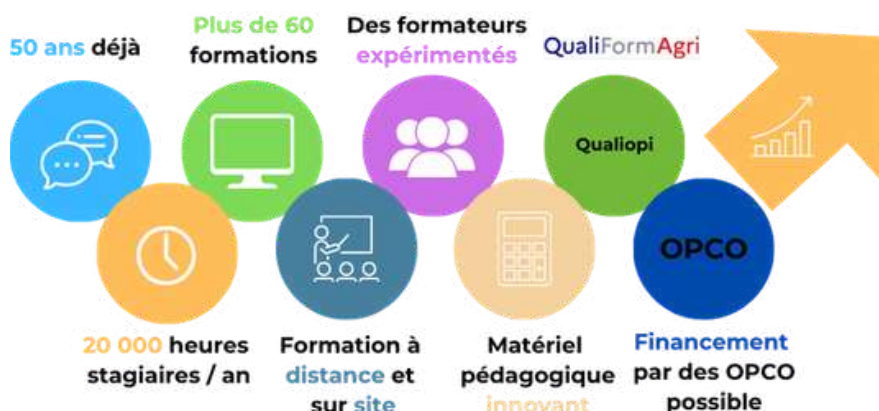 50 ans déjà
Plus de 60
formations
Des formateurs
expérimentés
QualiFormAgri
Qualiopi
OPCO
20 000 heures
stagiaires / an
Formation à
distance et
sur site
Matériel
pédagogique
innovant
Financement
par des OPCO
possible